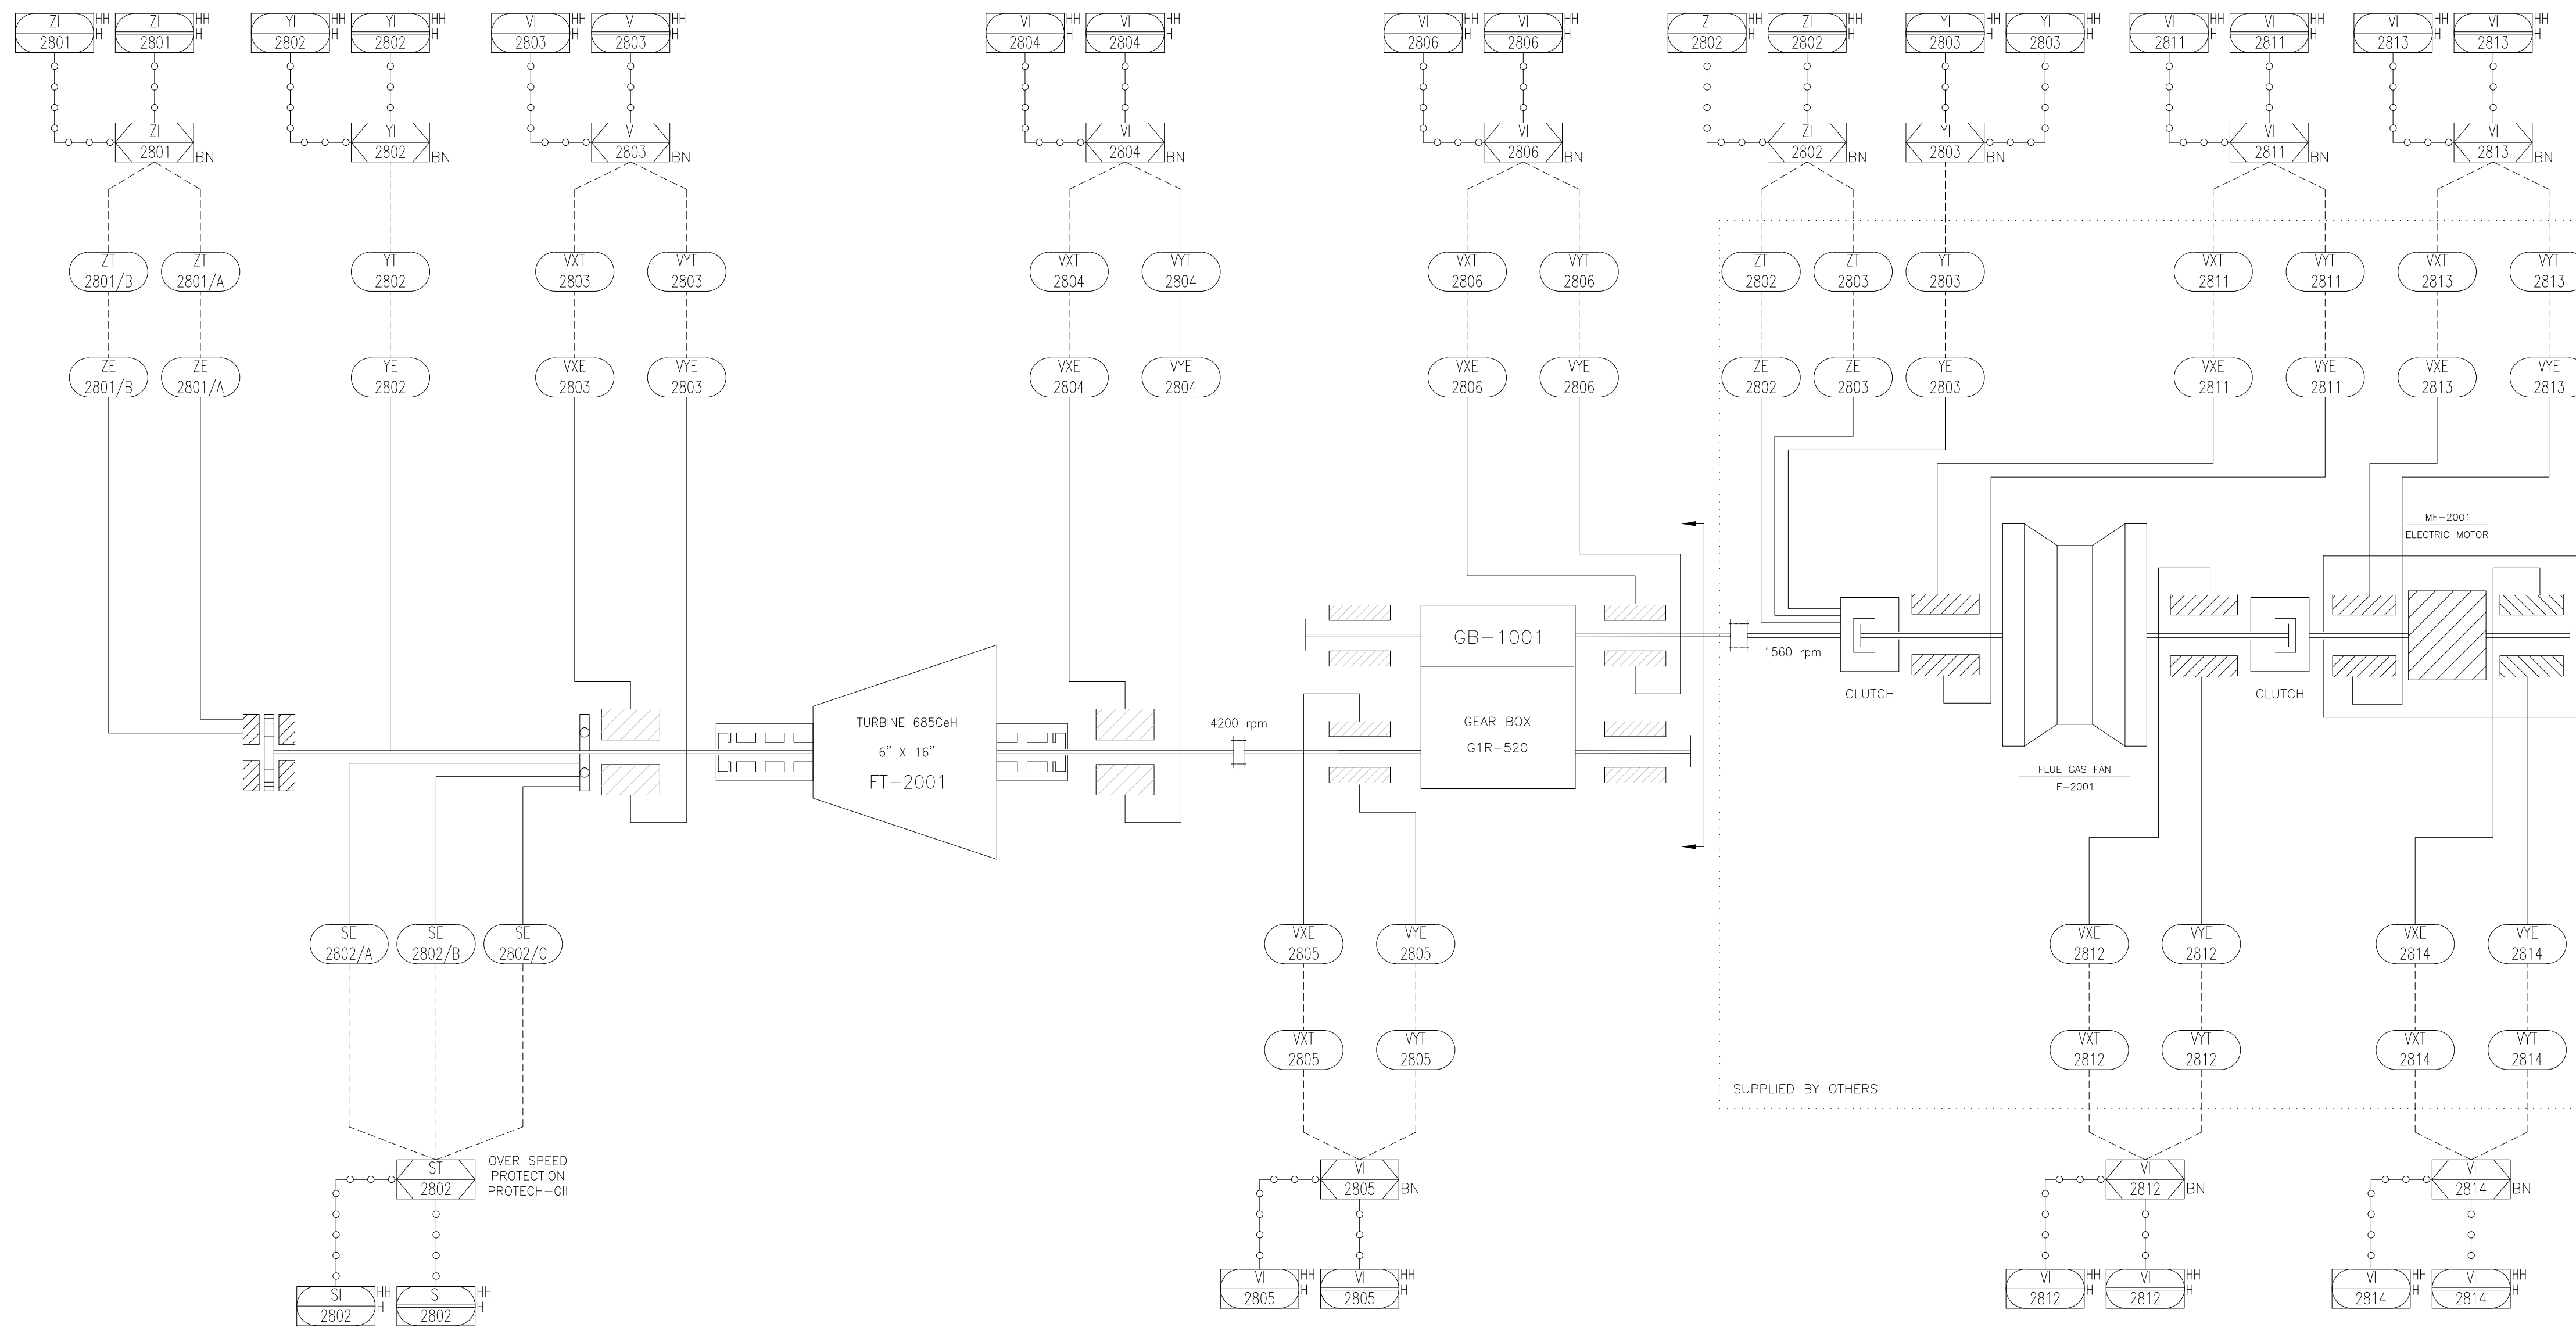 ZI HH ZI HH YI HH YI HH VI HH VI HH VI HH VI HH VI HH VI HH ZI HH ZI HH YI HH YI HH VI HH VI HH VI HH VI HH
2801 H 2801 H 2802 H 2802 H 2803 H 2803 H 2804 H 2804 H 2806 H 2806 H 2802 H 2802 H 2803 H 2803 H 2811 H 2811 H 2813 H 2813 H
ZI YI VI VI VI ZI YI VI VI
2801 BN 2802 BN 2803 BN 2804 BN 2806 BN 2802 BN 2803 BN 2811 BN 2813 BN
ZT ZT YT VXT VYT VXT VYT VXT VYT ZT ZT YT VXT VYT VXT VYT
2801/B 2801/A 2802 2803 2803 2804 2804 2806 2806 2802 2803 2803 2811 2811 2813 2813
ZE ZE YE VXE VYE VXE VYE VXE VYE ZE ZE YE VXE VYE VXE VYE
2801/B 2801/A 2802 2803 2803 2804 2804 2806 2806 2802 2803 2803 2811 2811 2813 2813
MF-2001
ELECTRIC MOTOR
GB-1001
1560 rpm
CLUTCH
CLUTCH
TURBINE 685CeH
6" X 16"
FT-2001
4200 rpm
GEAR BOX
G1R-520
FLUE GAS FAN
F-2001
SE SE SE VXE VYE VXE VYE VXE VYE
2802/A 2802/B 2802/C 2805 2805 2812 2812 2814 2814
VXT VYT VXT VYT VXT VYT
2805 2805 2812 2812 2814 2814
SUPPLIED BY OTHERS
OVER SPEED
PROTECTION
PROTECH-GII
ST VI VI VI
2802 2805 BN 2812 BN 2814 BN
VI HH VI HH VI HH VI HH VI HH VI HH
2805 H 2805 H 2812 H 2812 H 2814 H 2814 H
SI HH SI HH
2802 H 2802 H